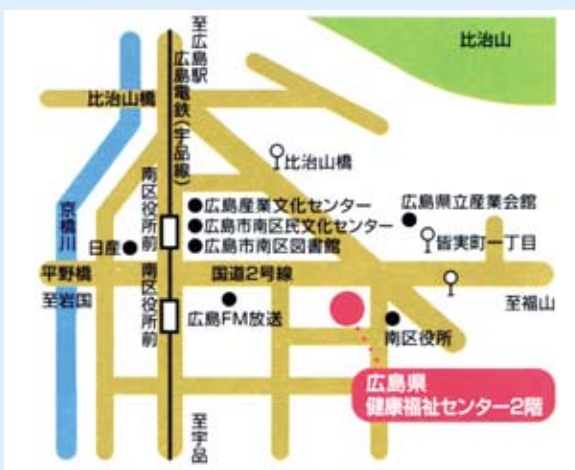 至広島駅
広島電鉄(宇品線)
比治山
比治山橋
比治山橋
南区役所前
広島産業文化センター
広島市南区民文化センター
広島市南区図書館
広島県立産業会館
皆実町一丁目
京橋川
日産
平野橋
国道2号線
至岩国
南区役所前
広島FM放送
至福山
南区役所
広島県
健康福祉センター2階
至宇品